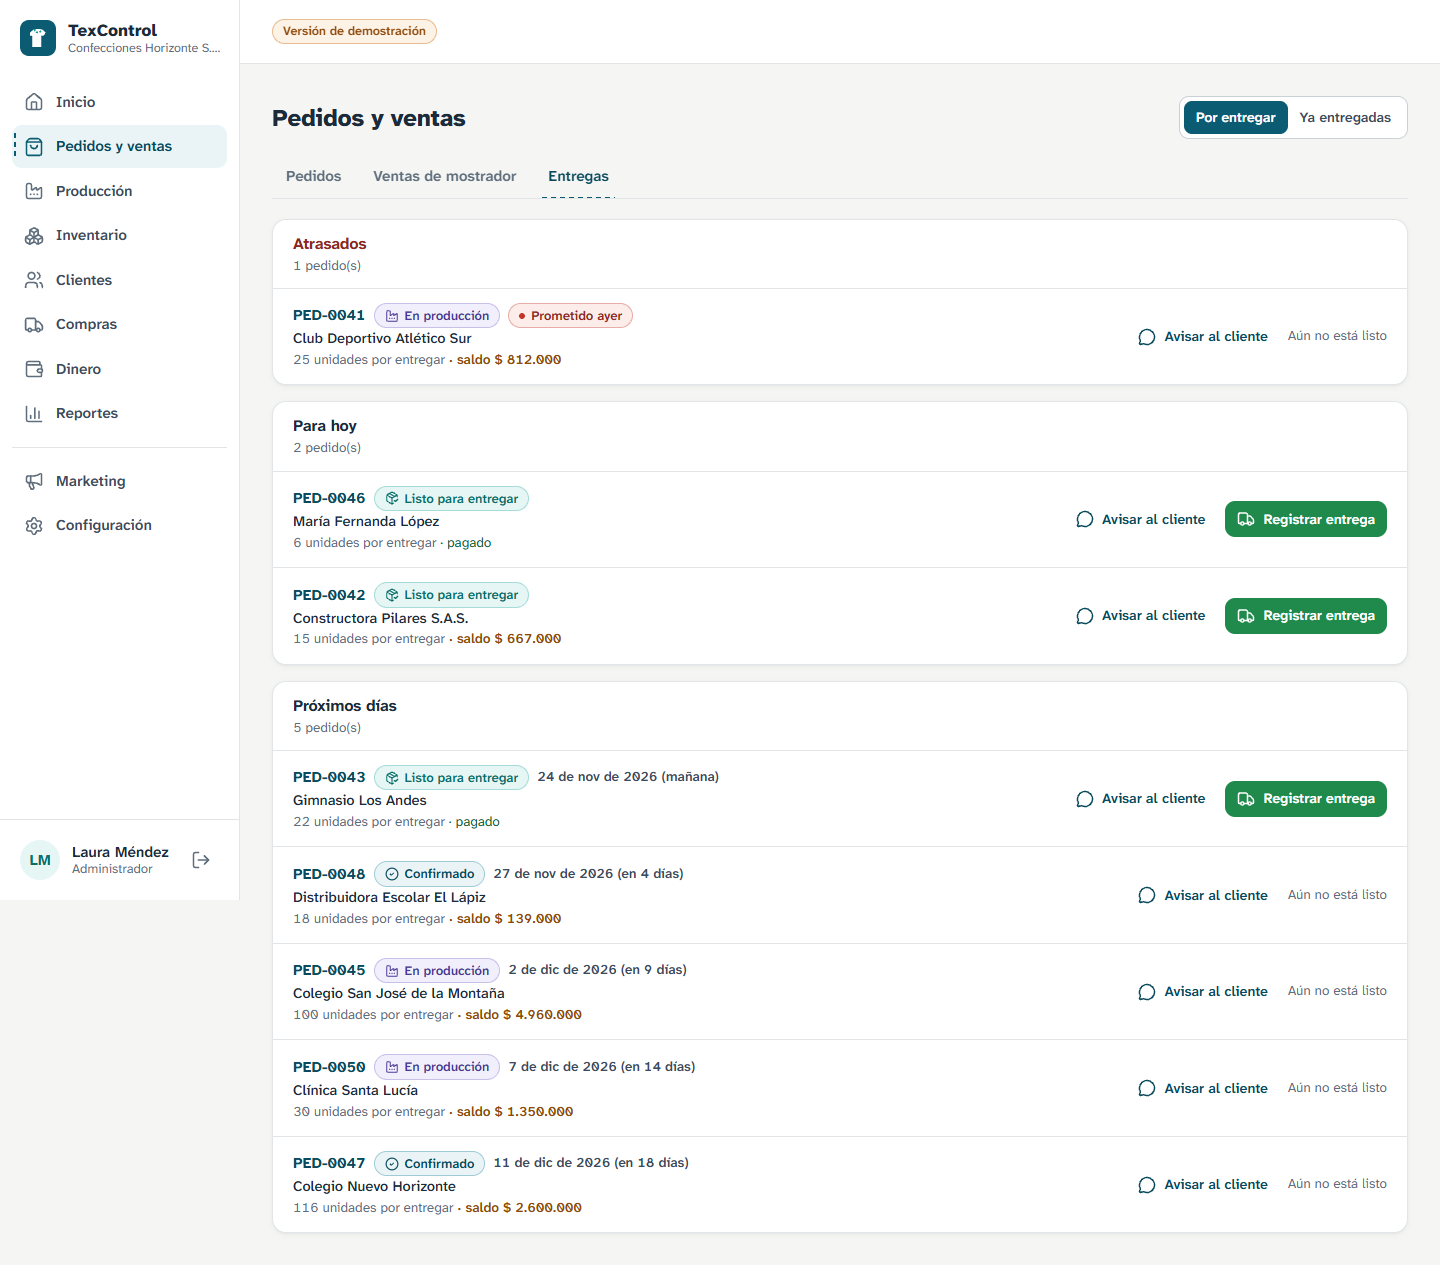 TexControl
Confecciones Horizonte S....
Inicio
Pedidos y ventas
Producción
Inventario
Clientes
Compras
Dinero
Reportes
Marketing
Configuración
LM
Laura Méndez
Administrador
Versión de demostración
Pedidos y ventas
Por entregar
Ya entregadas
Pedidos
Ventas de mostrador
Entregas
Atrasados
1 pedido(s)
PED-0041 En producción Prometido ayer
Club Deportivo Atlético Sur
25 unidades por entregar · saldo $ 812.000
Avisar al cliente
Aún no está listo
Para hoy
2 pedido(s)
PED-0046 Listo para entregar
María Fernanda López
6 unidades por entregar · pagado
Avisar al cliente
Registrar entrega
PED-0042 Listo para entregar
Constructora Pilares S.A.S.
15 unidades por entregar · saldo $ 667.000
Avisar al cliente
Registrar entrega
Próximos días
5 pedido(s)
PED-0043 Listo para entregar 24 de nov de 2026 (mañana)
Gimnasio Los Andes
22 unidades por entregar · pagado
Avisar al cliente
Registrar entrega
PED-0048 Confirmado 27 de nov de 2026 (en 4 días)
Distribuidora Escolar El Lápiz
18 unidades por entregar · saldo $ 139.000
Avisar al cliente
Aún no está listo
PED-0045 En producción 2 de dic de 2026 (en 9 días)
Colegio San José de la Montaña
100 unidades por entregar · saldo $ 4.960.000
Avisar al cliente
Aún no está listo
PED-0050 En producción 7 de dic de 2026 (en 14 días)
Clínica Santa Lucía
30 unidades por entregar · saldo $ 1.350.000
Avisar al cliente
Aún no está listo
PED-0047 Confirmado 11 de dic de 2026 (en 18 días)
Colegio Nuevo Horizonte
116 unidades por entregar · saldo $ 2.600.000
Avisar al cliente
Aún no está listo